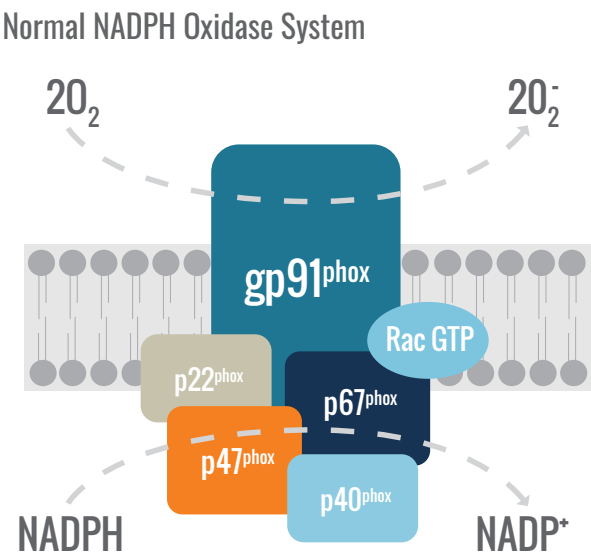 Normal NADPH Oxidase System
2O₂ 2O₂⁻
gp91phox
Rac GTP
p22phox
p67phox
p47phox
p40phox
NADPH NADP⁺